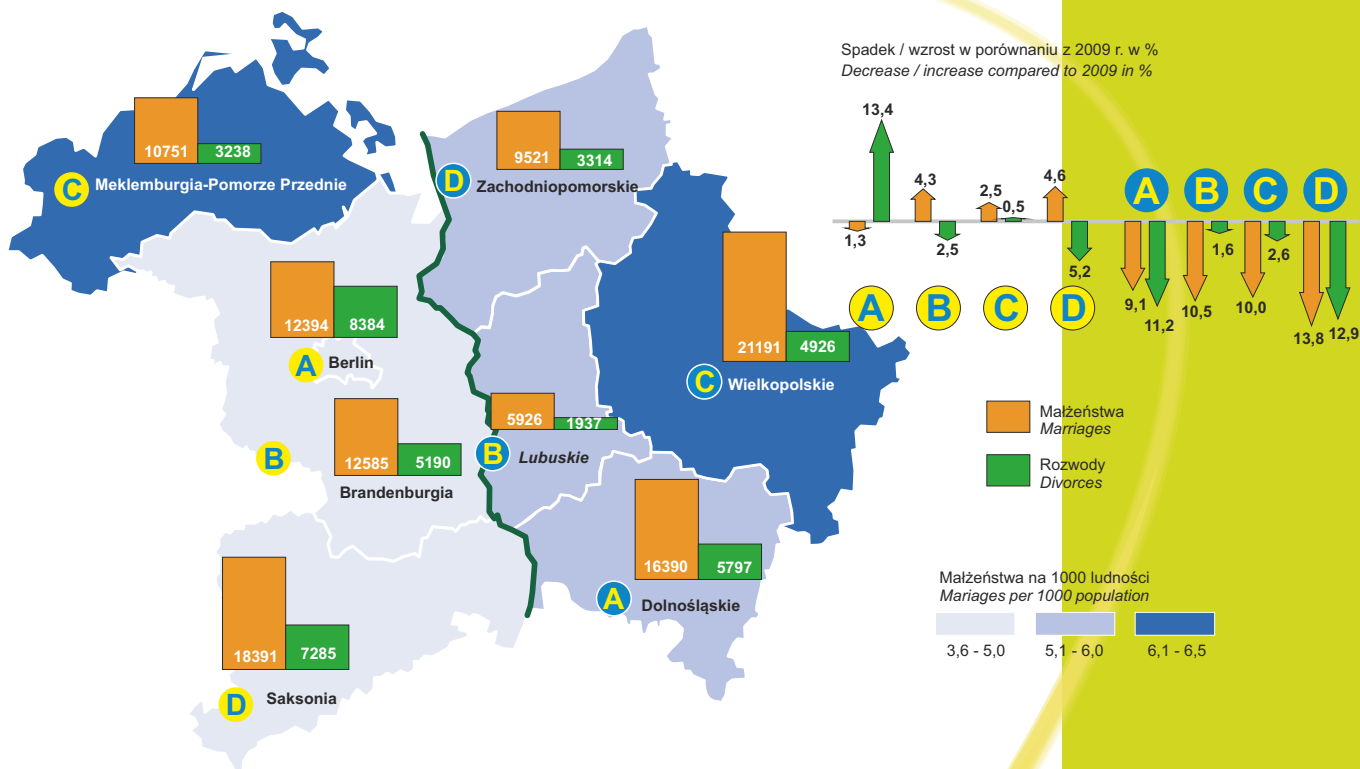 10751
3238
C
Meklemburgia-Pomorze Przednie
9521
3314
D
Zachodniopomorskie
12394
8384
A
Berlin
12585
5190
B
Brandenburgia
5926
1937
B
Lubuskie
21191
4926
C
Wielkopolskie
16390
5797
A
Dolnośląskie
18391
7285
D
Saksonia
Spadek / wzrost w porównaniu z 2009 r. w %
Decrease / increase compared to 2009 in %
13,4
4,3
2,5
0,5
4,6
1,3
2,5
5,2
A
B
C
D
A
B
C
D
9,1
11,2
10,5
1,6
10,0
2,6
13,8
12,9
Małżeństwa
Marriages
Rozwody
Divorces
Małżeństwa na 1000 ludności
Mariages per 1000 population
3,6 - 5,0
5,1 - 6,0
6,1 - 6,5